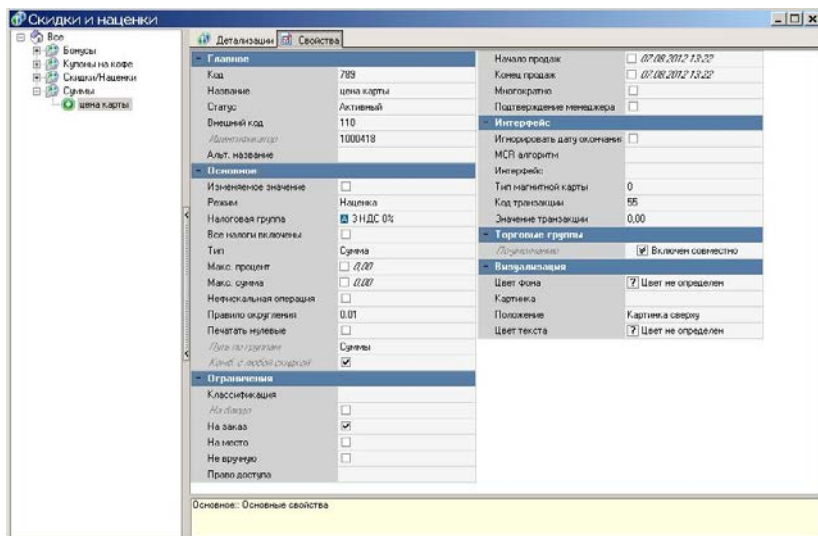 Скидки и наценки
Все
Бонусы
Купоны на кофе
Скидки/Наценки
Суммы
цена карты
Детализации Свойства
Главное
Код 789
Название цена карты
Статус Активный
Внешний код 110
Идентификатор 1000418
Альт. название
Основное
Изменяемое значение
Режим Наценка
Налоговая группа 3 НДС 0%
Все налоги включены
Тип Сумма
Макс. процент 0,00
Макс. сумма 0,00
Нефискальная операция
Правило округления 0.01
Печатать нулевые
Путь по группам Суммы
Комб. с любой скидкой
Ограничения
Классификация
На блюдо
На заказ
На место
Не вручную
Право доступа
Начало продаж 07.08.2012 13:22
Конец продаж 07.08.2012 13:22
Многократно
Подтверждение менеджера
Интерфейс
Игнорировать дату окончания
MCR алгоритм
Интерфейс
Тип магнитной карты 0
Код транзакции 55
Значение транзакции 0,00
Торговые группы
По умолчанию Включен совместно
Визуализация
Цвет фона ? Цвет не определен
Картинка
Положение Картинка сверху
Цвет текста ? Цвет не определен
Основное:: Основные свойства